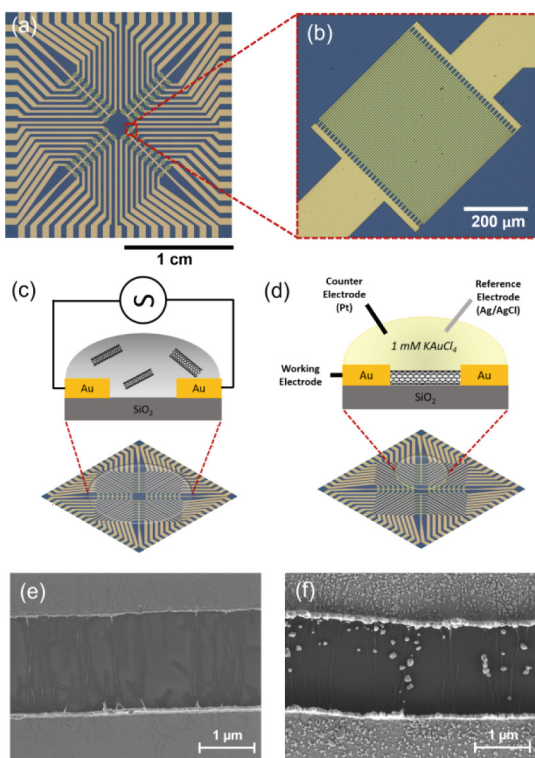 (a)
(b)
1 cm
200 μm
(c)
(d)
Counter
Electrode
(Pt)
Reference
Electrode
(Ag/AgCl)
1 mM KAuCl₄
Working
Electrode
Au
Au
SiO₂
Au
Au
SiO₂
(e)
(f)
1 μm
1 μm